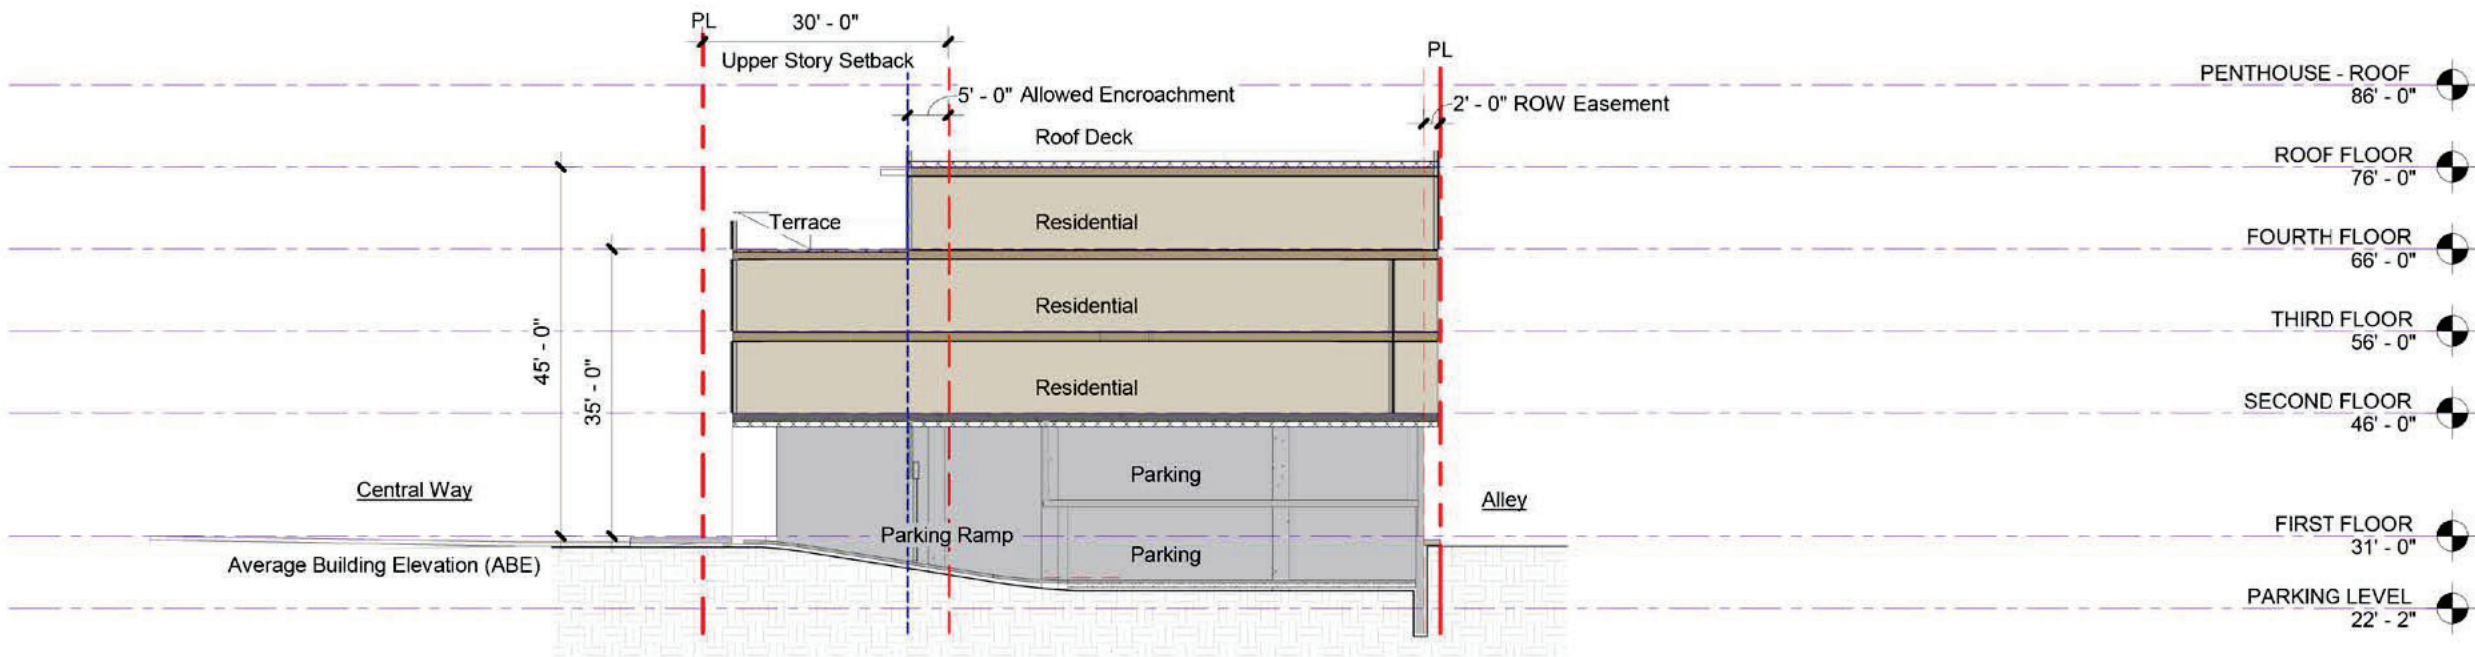 PL
30' - 0"
Upper Story Setback
PL
PENTHOUSE - ROOF
86' - 0"
5' - 0" Allowed Encroachment
2' - 0" ROW Easement
Roof Deck
ROOF FLOOR
76' - 0"
Terrace
Residential
FOURTH FLOOR
66' - 0"
Residential
THIRD FLOOR
56' - 0"
45' - 0"
35' - 0"
Residential
SECOND FLOOR
46' - 0"
Parking
Central Way
Alley
Parking Ramp
FIRST FLOOR
31' - 0"
Parking
Average Building Elevation (ABE)
PARKING LEVEL
22' - 2"